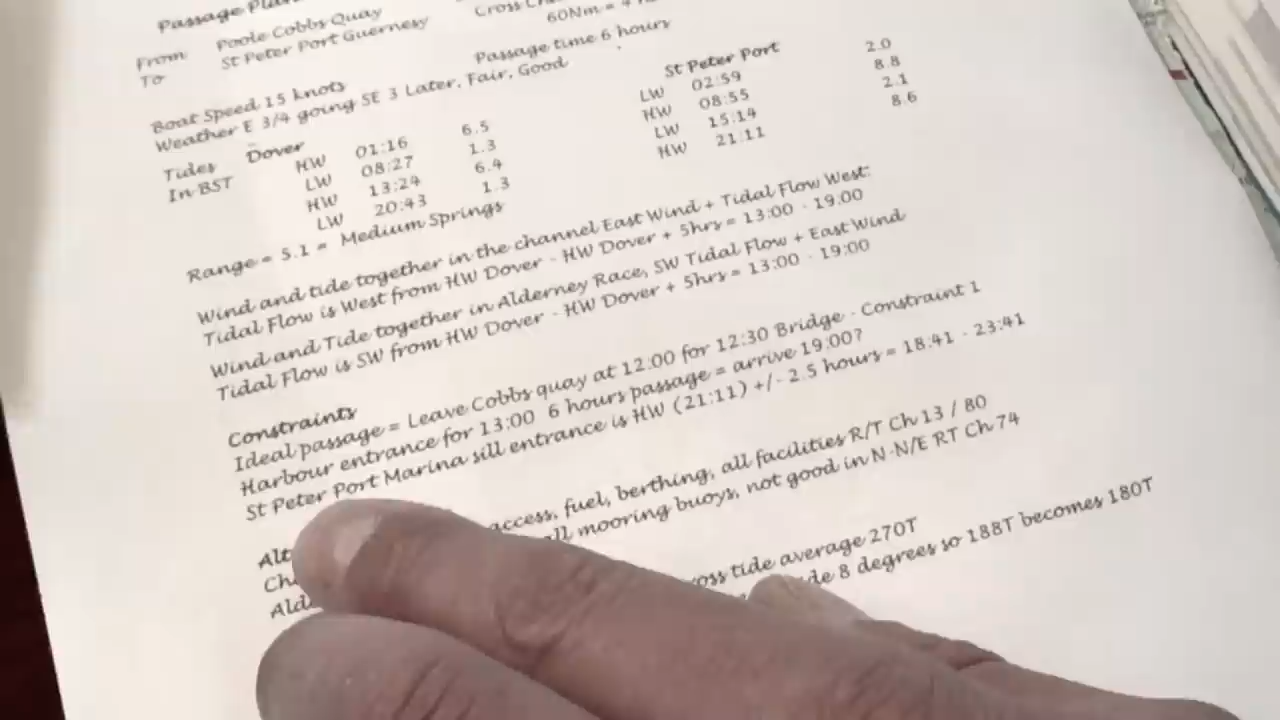 Passage Plan
From Poole Cobbs Quay
To St Peter Port Guernesy
60Nm = 4
Passage time 6 hours
Boat Speed 15 knots
Weather E 3/4 going SE 3 Later, Fair, Good
Tides Dover
In BST HW 01:16 6.5
LW 08:27 1.3
HW 13:24 6.4
LW 20:43 1.3
St Peter Port
LW 02:59 2.0
HW 08:55 8.8
LW 15:14 2.1
HW 21:11 8.6
Range = 5.1 = Medium Springs
Wind and tide together in the channel East Wind + Tidal Flow West:
Tidal Flow is West from HW Dover - HW Dover + 5hrs = 13:00 - 19:00
Wind and Tide together in Alderney Race, SW Tidal Flow + East Wind
Tidal Flow is SW from HW Dover - HW Dover + 5hrs = 13:00 - 19:00
Constraints
Ideal passage = Leave Cobbs quay at 12:00 for 12:30 Bridge - Constraint 1
Harbour entrance for 13:00 6 hours passage = arrive 19:00?
St Peter Port Marina sill entrance is HW (21:11) +/- 2.5 hours = 18:41 - 23:41
access, fuel, berthing, all facilities R/T Ch 13 / 80
mooring buoys, not good in N-N/E RT Ch 74
tide average 270T
8 degrees so 188T becomes 180T